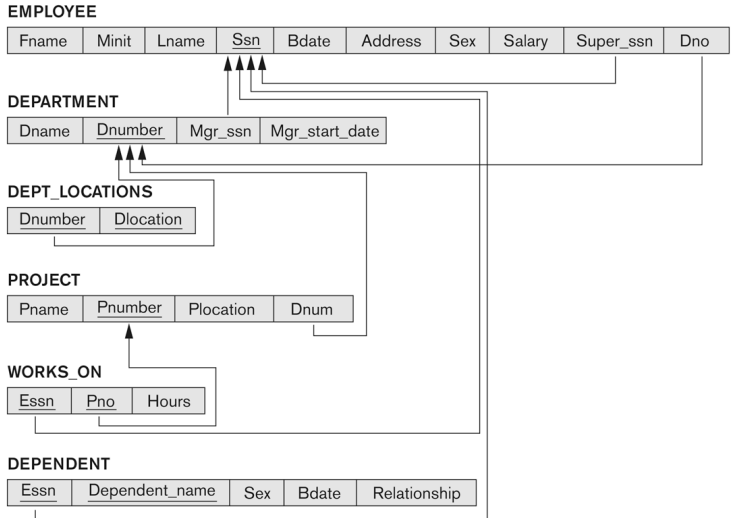 EMPLOYEE
Fname Minit Lname Ssn Bdate Address Sex Salary Super_ssn Dno
DEPARTMENT
Dname Dnumber Mgr_ssn Mgr_start_date
DEPT_LOCATIONS
Dnumber Dlocation
PROJECT
Pname Pnumber Plocation Dnum
WORKS_ON
Essn Pno Hours
DEPENDENT
Essn Dependent_name Sex Bdate Relationship